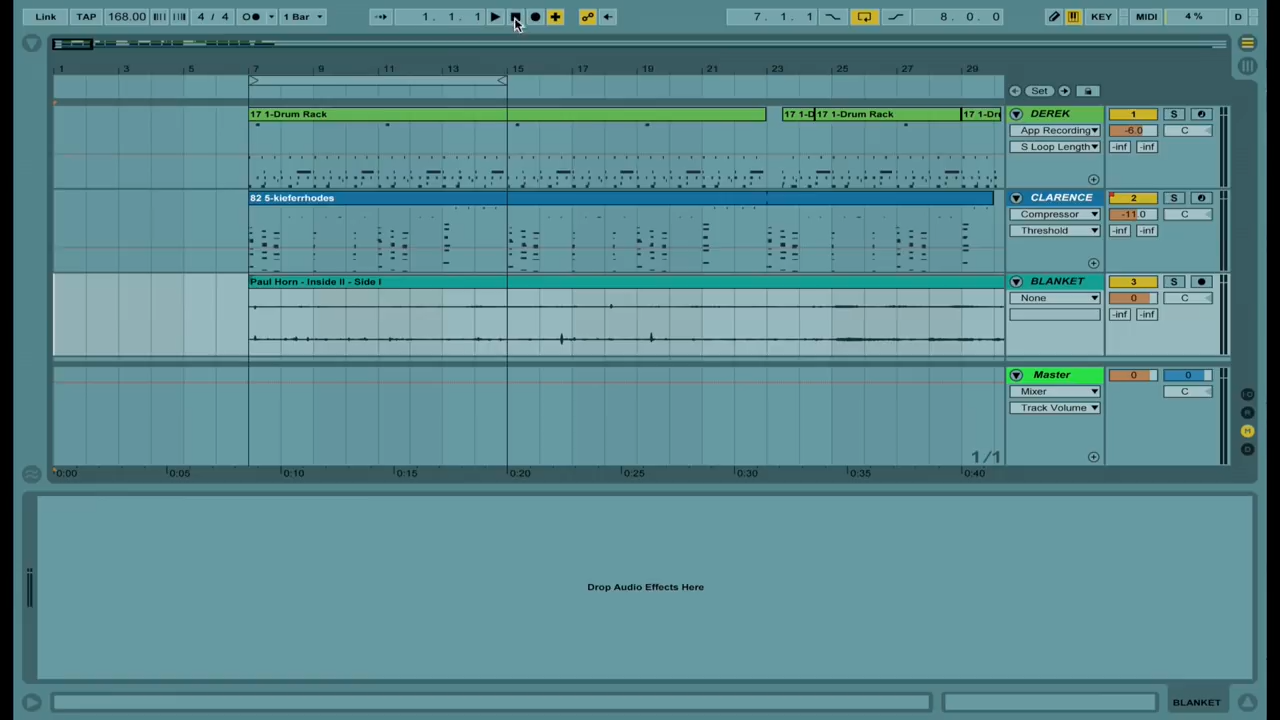 Link TAP 168.00 4 / 4 1 Bar 1. 1. 1 7. 1. 1 8. 0. 0 KEY MIDI 4 % D
1 3 5 7 9 11 13 15 17 19 21 23 25 27 29
Set
17 1-Drum Rack 17 1-D 17 1-Drum Rack 17 1-Dr DEREK 1 S
App Recording -6.0 C
S Loop Length -inf -inf
82 5-kieferrhodes CLARENCE 2 S
Compressor -11.0 C
Threshold -inf -inf
Paul Horn - Inside II - Side I BLANKET 3 S
None 0 C
-inf -inf
Master 0 0
Mixer C
Track Volume
1/1
0:00 0:05 0:10 0:15 0:20 0:25 0:30 0:35 0:40
Drop Audio Effects Here
BLANKET